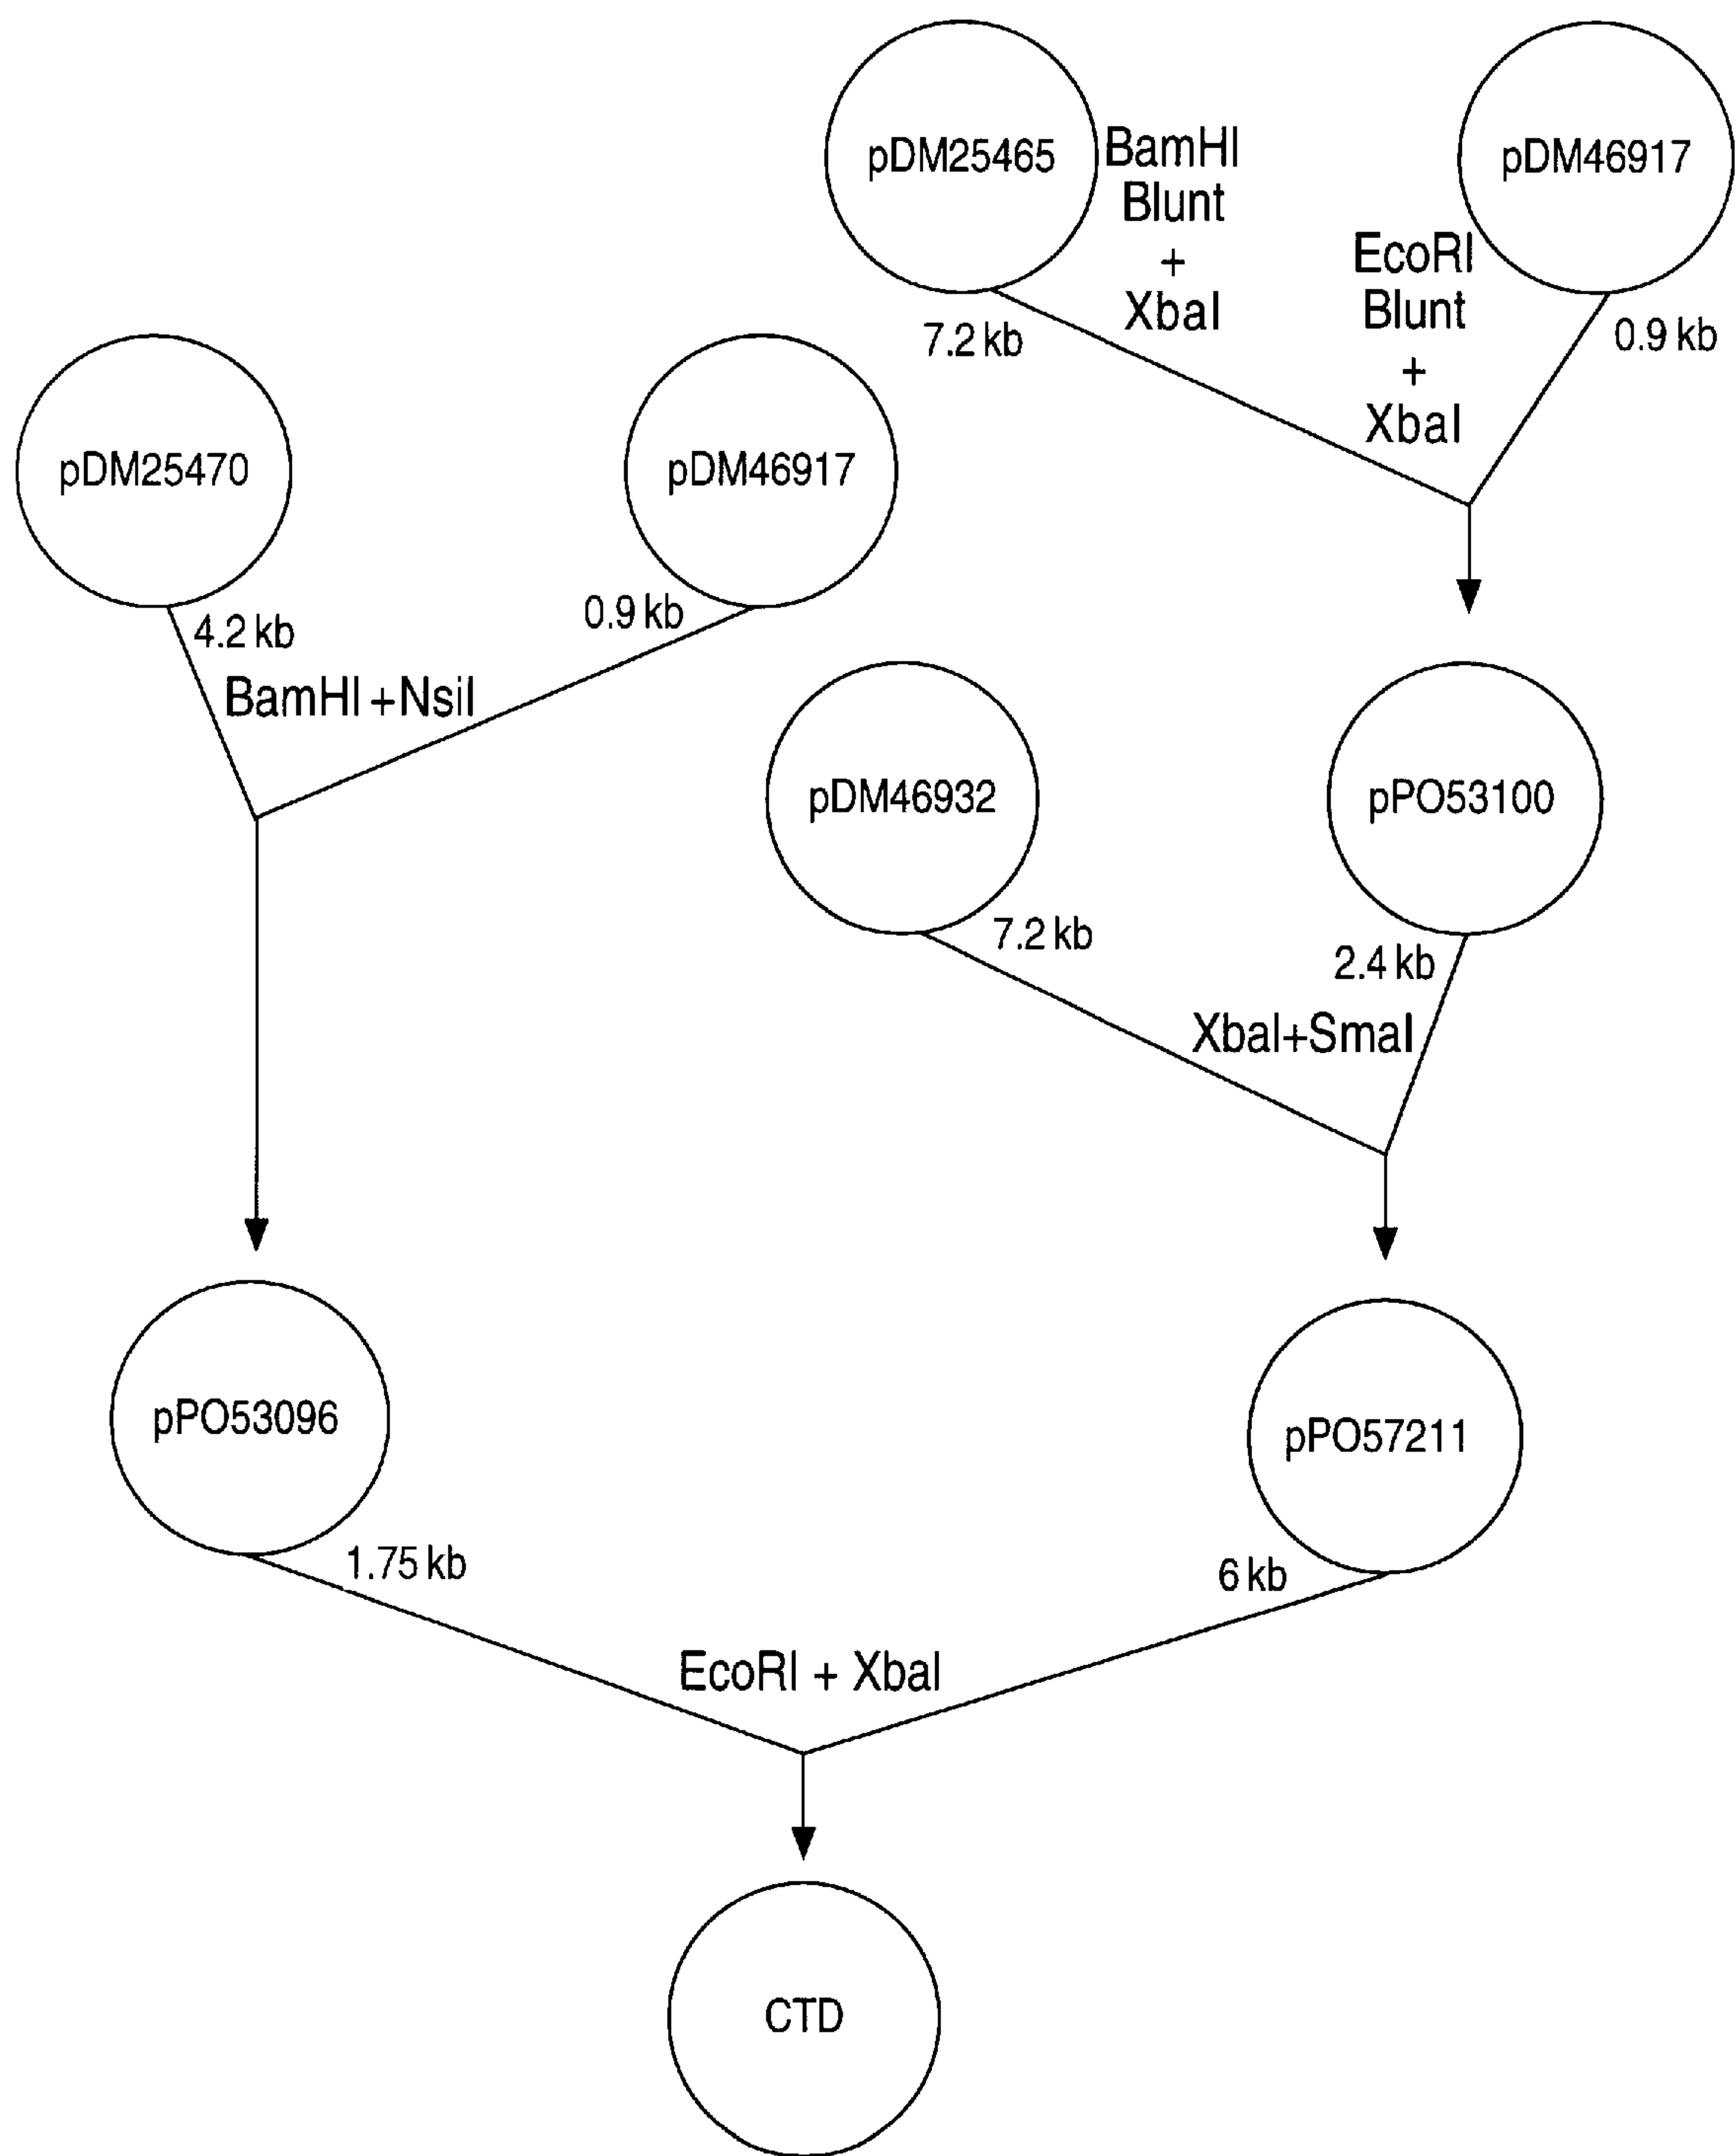 pDM25465
BamHI
Blunt
+
XbaI
7.2 kb
pDM46917
EcoRI
Blunt
+
XbaI
0.9 kb
pDM25470
pDM46917
4.2 kb
0.9 kb
BamHI +NsiI
pDM46932
pPO53100
7.2 kb
2.4 kb
XbaI+SmaI
pPO53096
pPO57211
1.75 kb
6 kb
EcoRI + XbaI
CTD